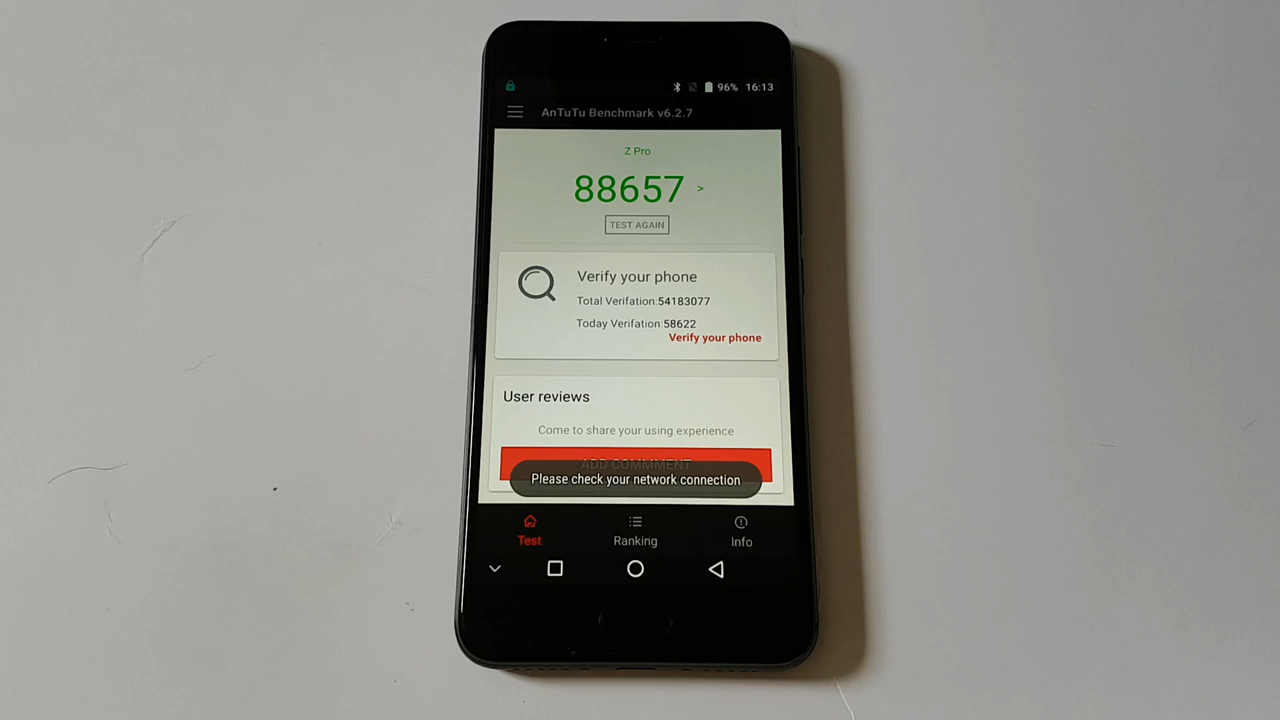 96% 16:13
AnTuTu Benchmark v6.2.7
Z Pro
88657 >
TEST AGAIN
Verify your phone
Total Verifation:54183077
Today Verifation:58622
Verify your phone
User reviews
Come to share your using experience
ADD COMMMENT
Please check your network connection
Test Ranking Info